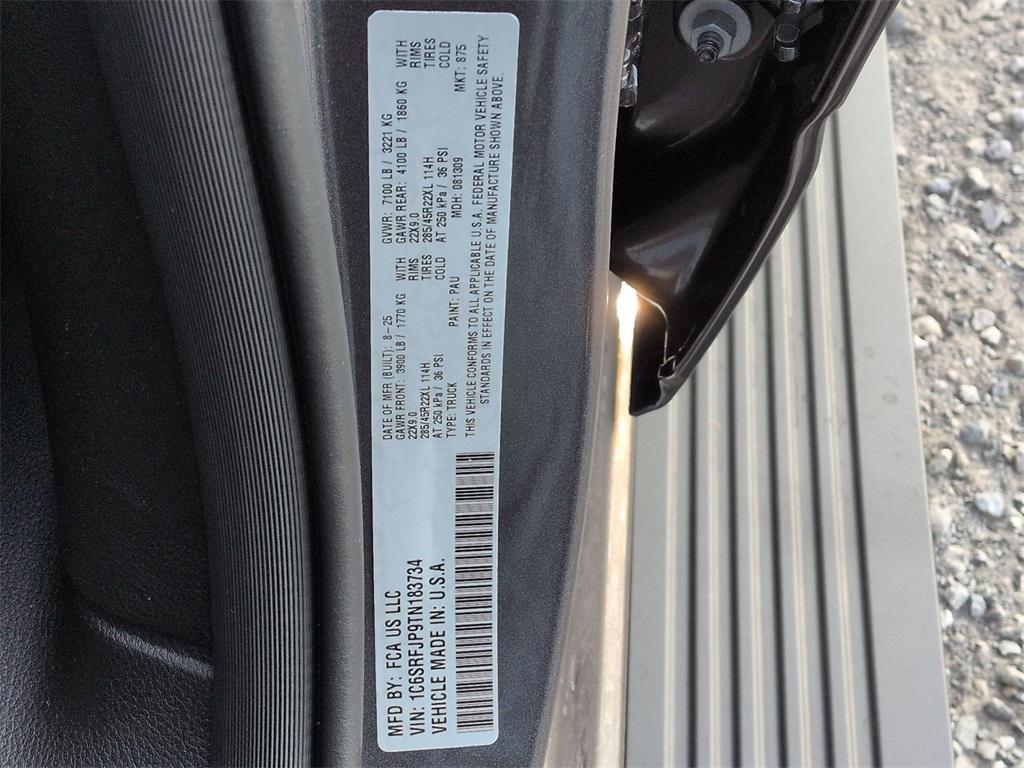 MFD BY: FCA US LLC
VIN: 1C6SRFJP9TN183734
VEHICLE MADE IN: U.S.A.
DATE OF MFR (BUILT): 8-25 GVWR: 7100 LB / 3221 KG
GAWR FRONT: 3900 LB / 1770 KG WITH GAWR REAR: 4100 LB / 1860 KG WITH
22X9.0 RIMS 22X9.0 RIMS
285/45R22XL 114H TIRES 285/45R22XL 114H TIRES
AT 250 kPa / 36 PSI COLD AT 250 kPa / 36 PSI COLD
TYPE: TRUCK PAINT: PAU MDH: 081309 MKT: 875
THIS VEHICLE CONFORMS TO ALL APPLICABLE U.S.A. FEDERAL MOTOR VEHICLE SAFETY
STANDARDS IN EFFECT ON THE DATE OF MANUFACTURE SHOWN ABOVE.